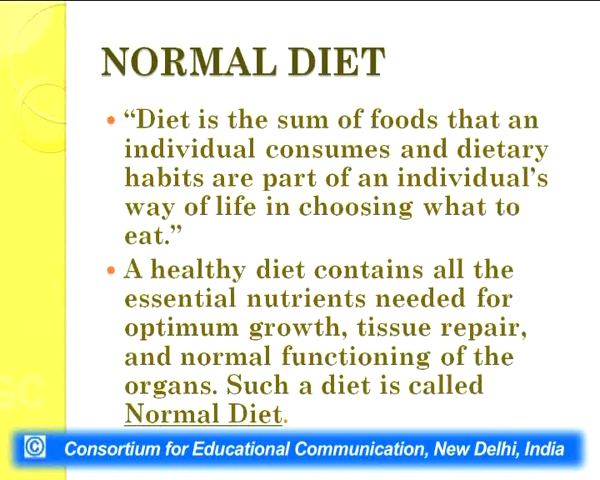 NORMAL DIET
• “Diet is the sum of foods that an
individual consumes and dietary
habits are part of an individual’s
way of life in choosing what to
eat.”
• A healthy diet contains all the
essential nutrients needed for
optimum growth, tissue repair,
and normal functioning of the
organs. Such a diet is called
Normal Diet.
GC
© Consortium for Educational Communication, New Delhi, India